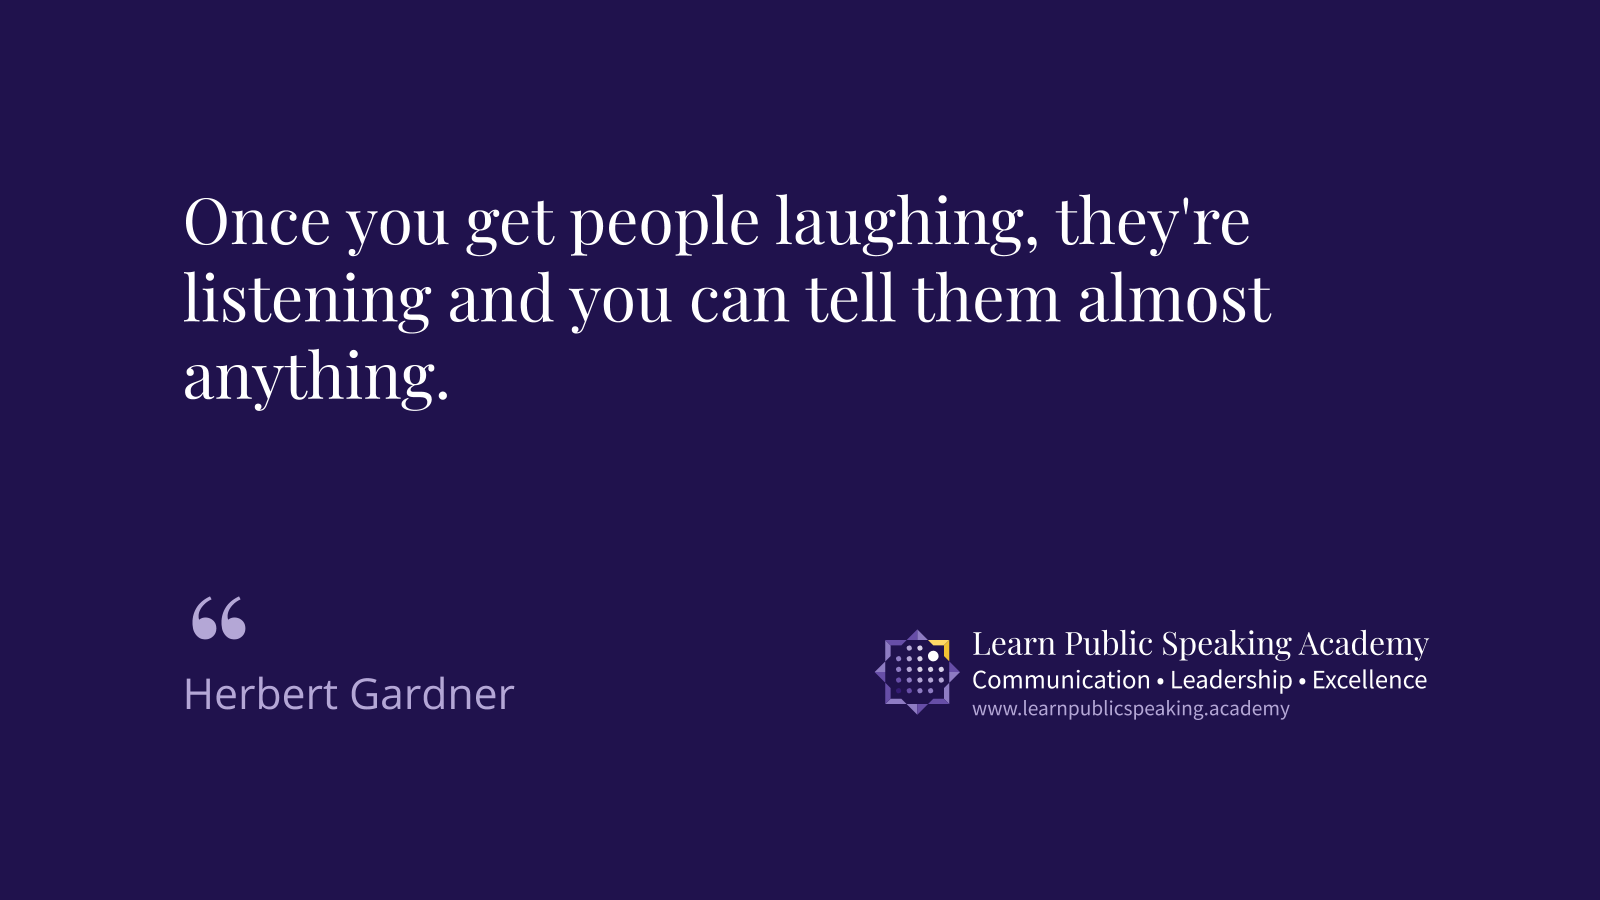 Once you get people laughing, they're
listening and you can tell them almost
anything.
“
Herbert Gardner
Learn Public Speaking Academy
Communication • Leadership • Excellence
www.learnpublicspeaking.academy